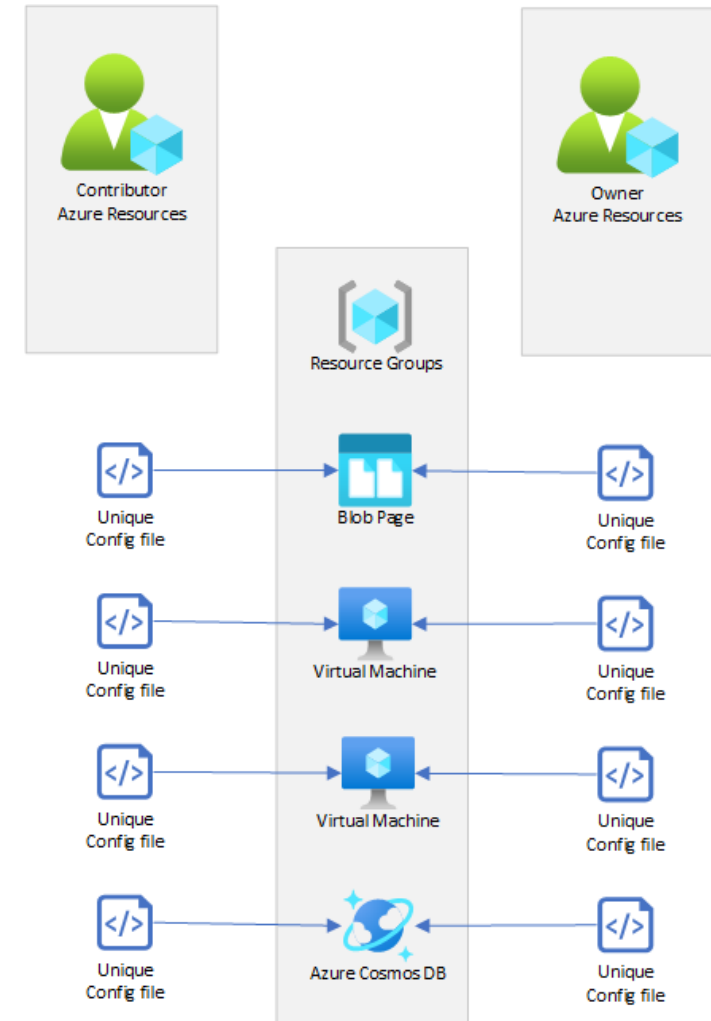 Contributor
Azure Resources
Owner
Azure Resources
Resource Groups
Unique
Config file
Blob Page
Unique
Config file
Unique
Config file
Virtual Machine
Unique
Config file
Unique
Config file
Virtual Machine
Unique
Config file
Unique
Config file
Azure Cosmos DB
Unique
Config file